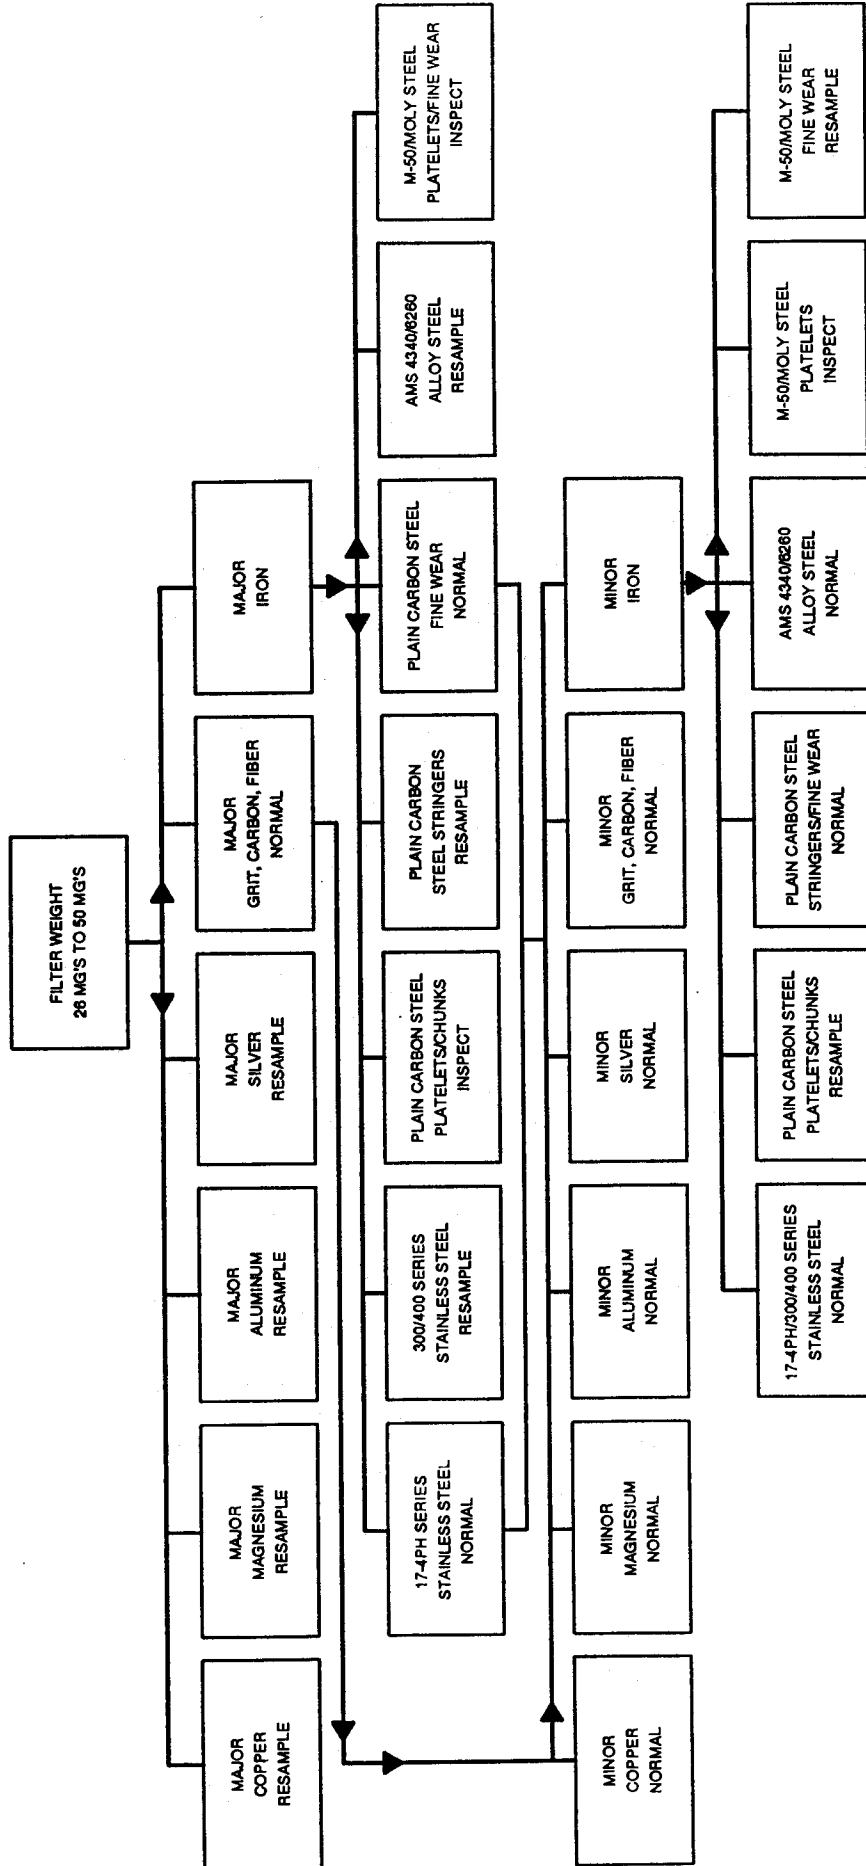 FILTER WEIGHT
26 MG'S TO 50 MG'S
MAJOR
COPPER
RESAMPLE
MAJOR
MAGNESIUM
RESAMPLE
MAJOR
ALUMINUM
RESAMPLE
MAJOR
SILVER
RESAMPLE
MAJOR
GRIT, CARBON, FIBER
NORMAL
MAJOR
IRON
17-4PH SERIES
STAINLESS STEEL
NORMAL
300/400 SERIES
STAINLESS STEEL
RESAMPLE
PLAIN CARBON STEEL
PLATELETS/CHUNKS
INSPECT
PLAIN CARBON
STEEL STRINGERS
RESAMPLE
PLAIN CARBON STEEL
FINE WEAR
NORMAL
AMS 4340/6260
ALLOY STEEL
RESAMPLE
M-50/MOLY STEEL
PLATELETS/FINE WEAR
INSPECT
MINOR
COPPER
NORMAL
MINOR
MAGNESIUM
NORMAL
MINOR
ALUMINUM
NORMAL
MINOR
SILVER
NORMAL
MINOR
GRIT, CARBON, FIBER
NORMAL
MINOR
IRON
17-4PH/300/400 SERIES
STAINLESS STEEL
NORMAL
PLAIN CARBON STEEL
PLATELETS/CHUNKS
RESAMPLE
PLAIN CARBON STEEL
STRINGERS/FINE WEAR
NORMAL
AMS 4340/6260
ALLOY STEEL
NORMAL
M-50/MOLY STEEL
PLATELETS
INSPECT
M-50/MOLY STEEL
FINE WEAR
RESAMPLE